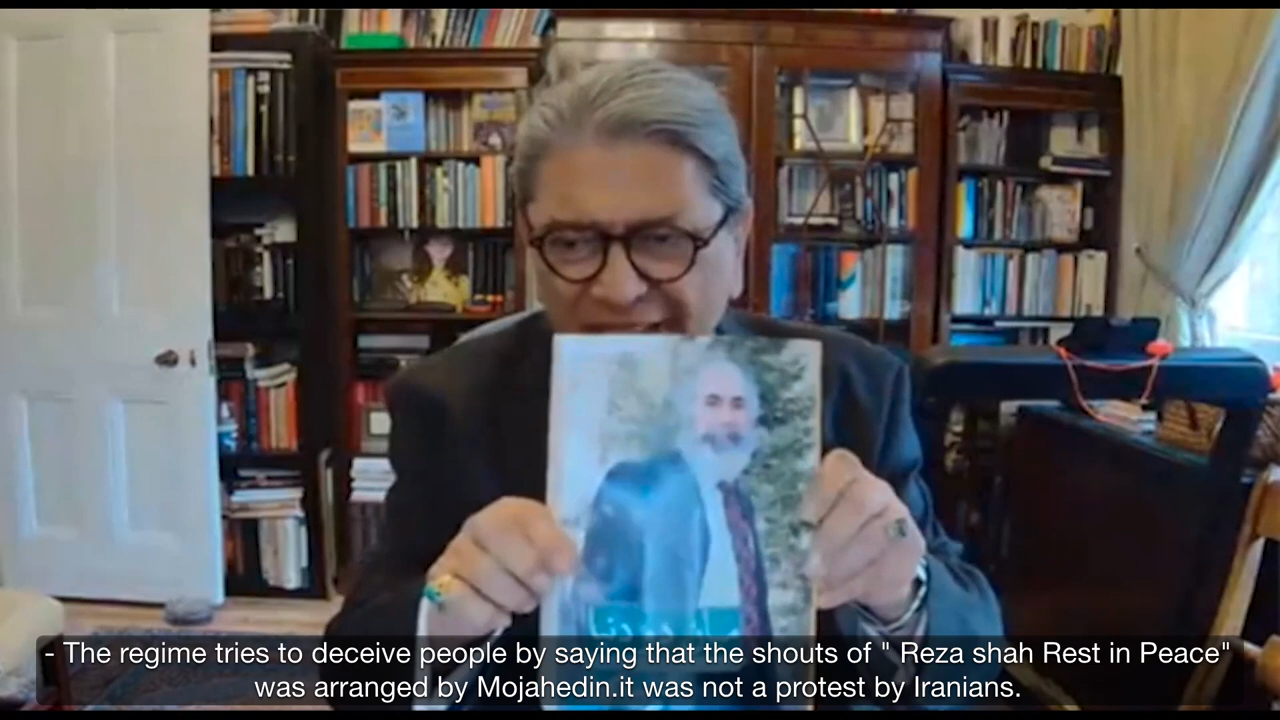 - The regime tries to deceive people by saying that the shouts of " Reza shah Rest in Peace"
was arranged by Mojahedin.it was not a protest by Iranians.